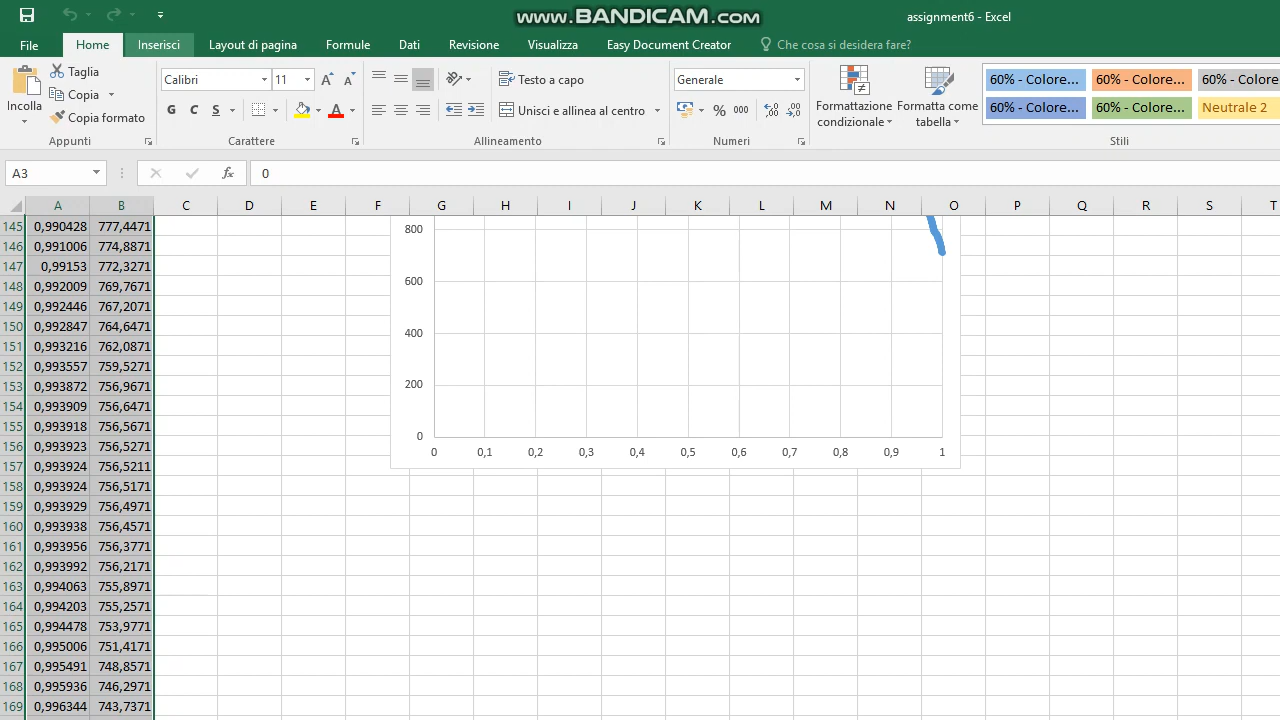 www.BANDICAM.com
assignment6 - Excel
File Home Inserisci Layout di pagina Formule Dati Revisione Visualizza Easy Document Creator Che cosa si desidera fare?
Incolla
Taglia
Copia
Copia formato
Appunti
Calibri 11
G C S
Carattere
Testo a capo
Unisci e allinea al centro
Allineamento
Generale
% 000
Numeri
Formattazione condizionale
Formatta come tabella
60% - Colore... 60% - Colore... 60% - Colore
60% - Colore... 60% - Colore... Neutrale 2
Stili
A3 fx 0
A B C D E F G H I J K L M N O P Q R S T
145 0,990428 777,4471
146 0,991006 774,8871
147 0,99153 772,3271
148 0,992009 769,7671
149 0,992446 767,2071
150 0,992847 764,6471
151 0,993216 762,0871
152 0,993557 759,5271
153 0,993872 756,9671
154 0,993909 756,6471
155 0,993918 756,5671
156 0,993923 756,5271
157 0,993924 756,5211
158 0,993924 756,5171
159 0,993929 756,4971
160 0,993938 756,4571
161 0,993956 756,3771
162 0,993992 756,2171
163 0,994063 755,8971
164 0,994203 755,2571
165 0,994478 753,9771
166 0,995006 751,4171
167 0,995491 748,8571
168 0,995936 746,2971
169 0,996344 743,7371
800
600
400
200
0
0 0,1 0,2 0,3 0,4 0,5 0,6 0,7 0,8 0,9 1